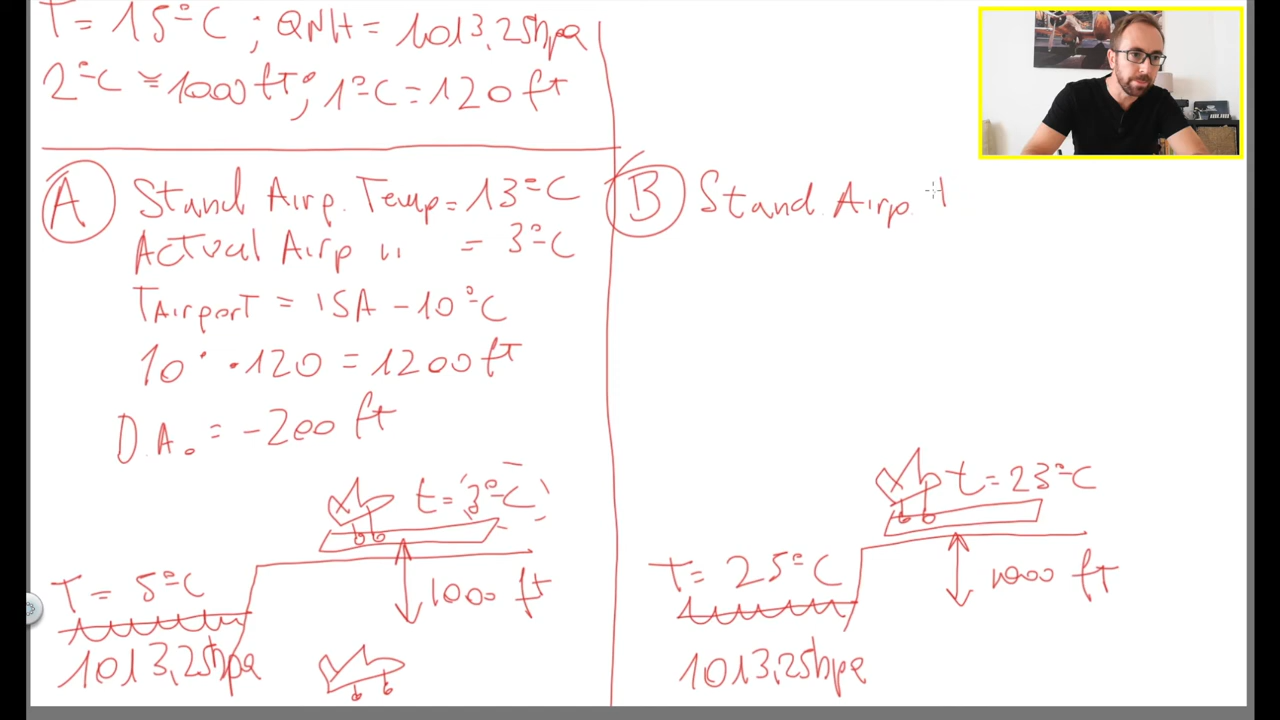 T = 15°C ; QNH = 1013,25hpa
2°C ≃ 1000 ft ; 1°C = 120 ft
A Stand Airp. Temp = 13°C
Actual Airp " = 3°C
TAirport = ISA - 10°C
10° · 120 = 1200 ft
D.A. = -200 ft
t = 3°C
T = 5°C
1000 ft
1013,25hpa
B Stand. Airp.
t = 23°C
T = 25°C
1000 ft
1013,25hpa